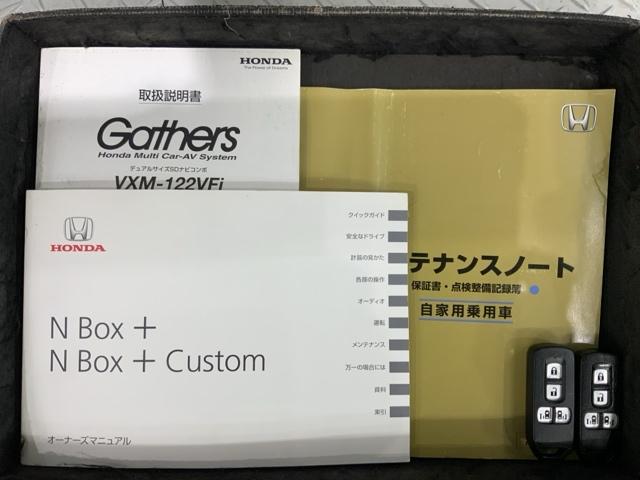 HONDA
The Power of Dreams
取扱説明書
Gathers
Honda Multi Car-AV System
デュアルサイズSDナビコンポ
VXM-122VFi
HONDA
N Box +
N Box + Custom
オーナーズマニュアル
クイックガイド
安全なドライブ
計器の見かた
各部の操作
オーディオ
運転
メンテナンス
万一の場合には
資料
索引
テナンスノート
保証書・点検整備記録簿
自家用乗用車